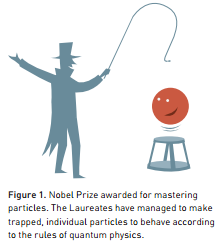 Figure 1. Nobel Prize awarded for mastering
particles. The Laureates have managed to make
trapped, individual particles to behave according
to the rules of quantum physics.